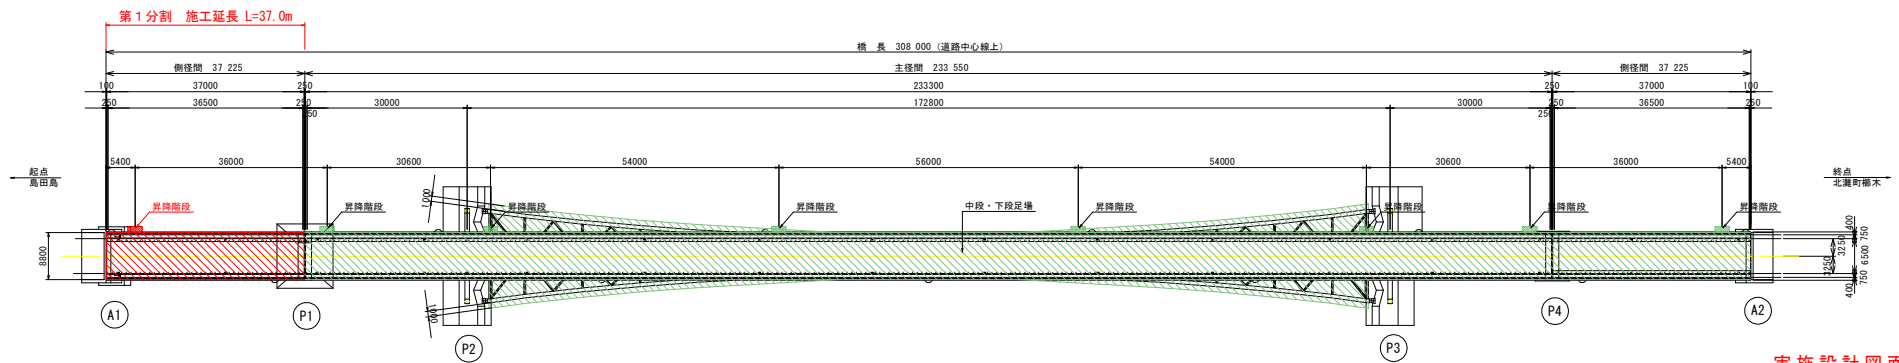 第１分割 施工延長 L=37.0m
橋 長 308 000 (道路中心線上)
側径間 37 225
主径間 233 550
側径間 37 225
100
37000
250
233300
250
37000
100
250
36500
250
30000
172800
30000
250
36500
250
250
250
5400
36000
30600
54000
56000
54000
30600
36000
5400
起点
島田島
終点
北灘町櫛木
1000
昇降階段
昇降階段
昇降階段
昇降階段
中段・下段足場
昇降階段
昇降階段
昇降階段
昇降階段
8800
400
750
3250
6500
3250
750
400
1000
A1
P1
P2
P3
P4
A2
実施設計図面